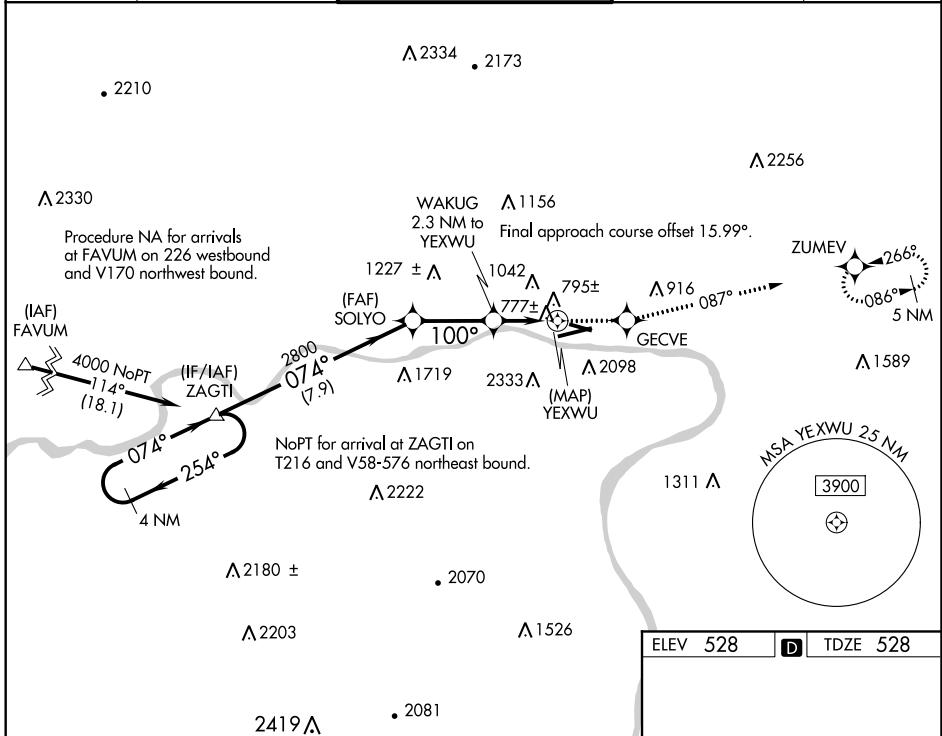 2334
2173
2210
2256
2330
WAKUG
2.3 NM to
YEXWU
1156
Final approach course offset 15.99°.
Procedure NA for arrivals
at FAVUM on 226 westbound
and V170 northwest bound.
ZUMEV
266°
086°
5 NM
1227 ±
1042
795±
777±
916
087°
(FAF)
SOLYO
100°
GECVE
(IAF)
FAVUM
4000 NoPT
114°
(18.1)
(IF/IAF)
ZAGTI
2800
074°
(7.9)
1719
2333
2098
(MAP)
YEXWU
1589
074°
254°
4 NM
NoPT for arrival at ZAGTI on
T216 and V58-576 northeast bound.
MSA YEXWU 25 NM
3900
2222
1311
2180 ±
2070
2203
1526
ELEV 528 D TDZE 528
2081
2419